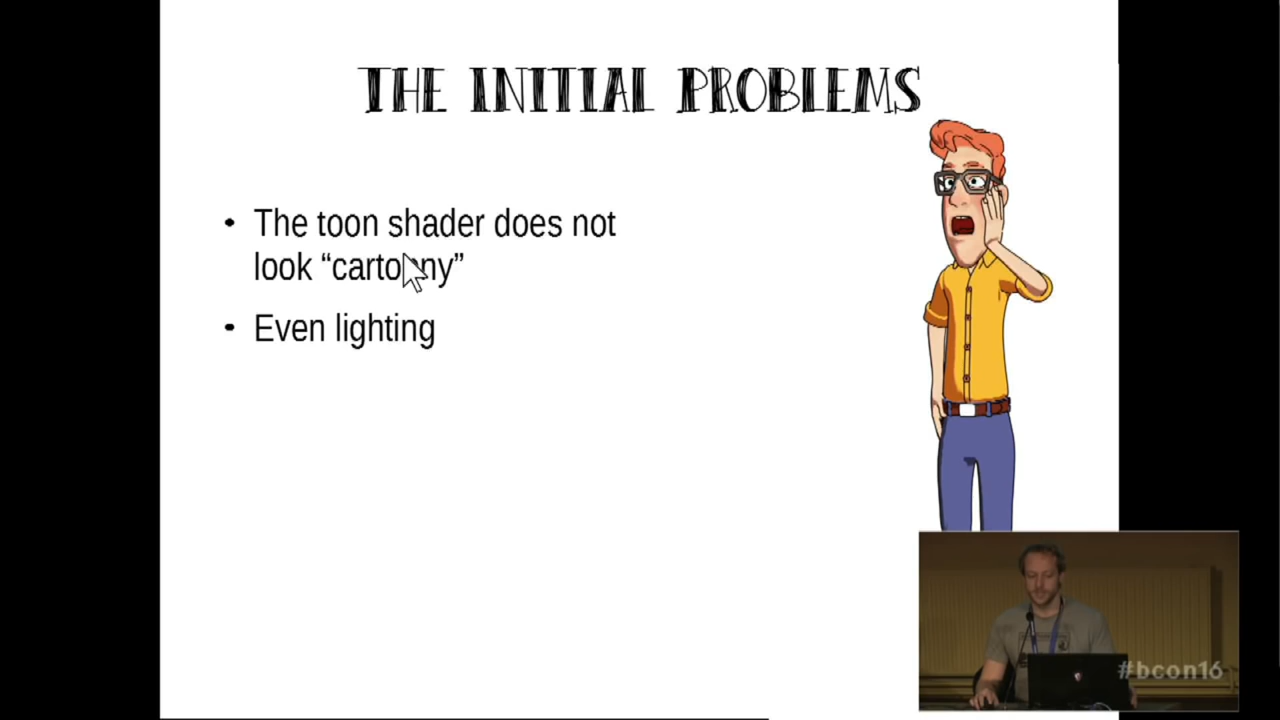 THE INITIAL PROBLEMS
• The toon shader does not
look “cartoony”
• Even lighting
#bcon16